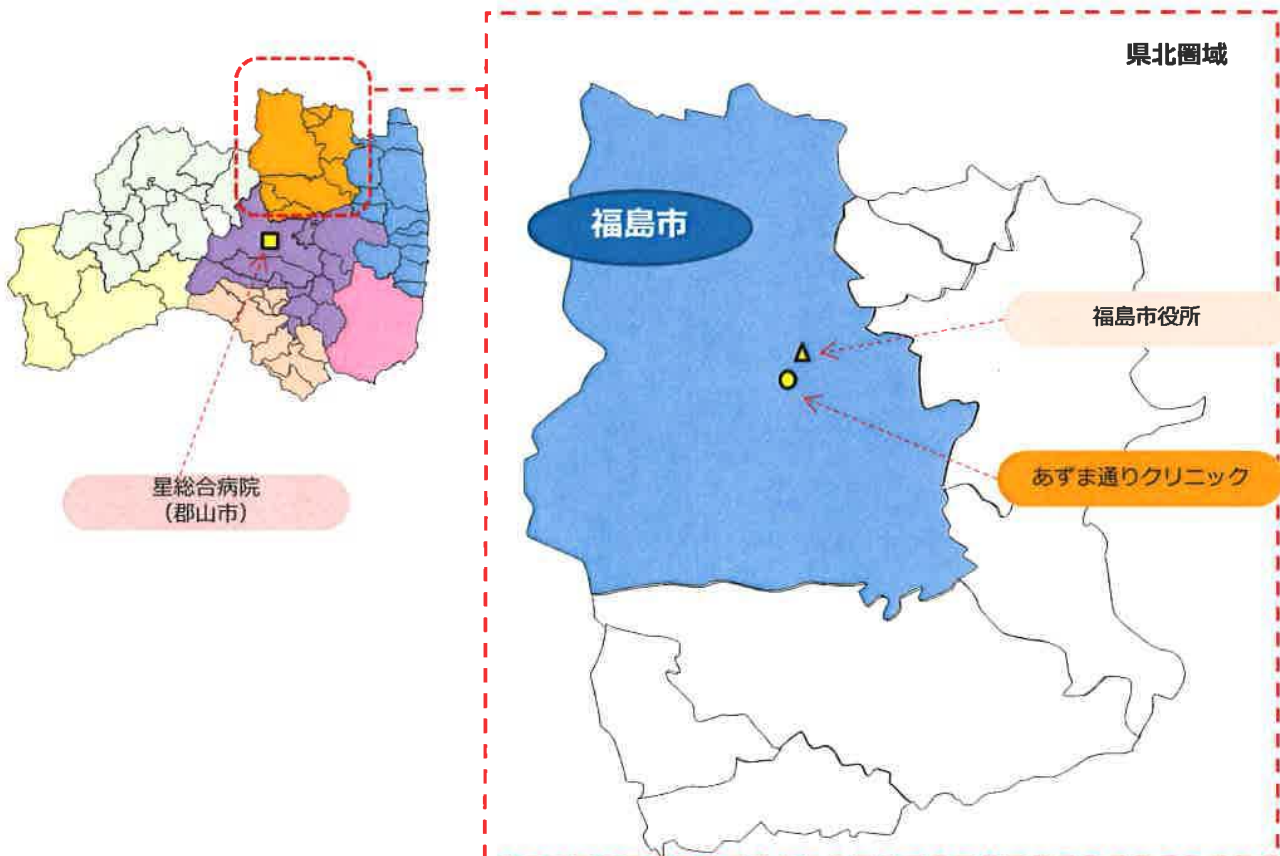 県北圏域
福島市
福島市役所
あずま通りクリニック
星総合病院
（郡山市）